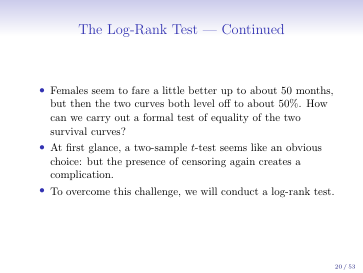 The Log-Rank Test — Continued
• Females seem to fare a little better up to about 50 months,
but then the two curves both level off to about 50%. How
can we carry out a formal test of equality of the two
survival curves?
• At first glance, a two-sample t-test seems like an obvious
choice: but the presence of censoring again creates a
complication.
• To overcome this challenge, we will conduct a log-rank test.
20 / 53